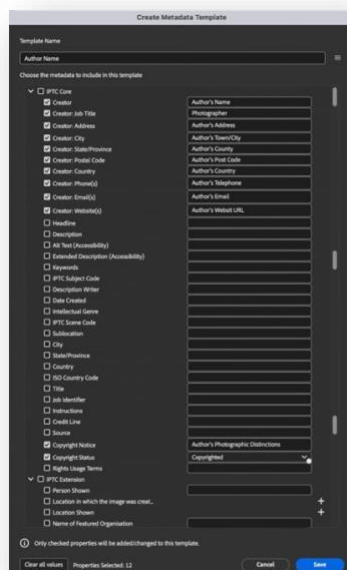 Create Metadata Template
Template Name
Author Name
Choose the metadata to include in this template
IPTC Core
Creator Author's Name
Creator: Job Title Photographer
Creator: Address Author's Address
Creator: City Author's Town/City
Creator: State/Province Author's County
Creator: Postal Code Author's Post Code
Creator: Country Author's Country
Creator: Phone(s) Author's Telephone
Creator: Email(s) Author's Email
Creator: Website(s) Author's Websit URL
Headline
Description
Alt Text (Accessibility)
Extended Description (Accessibility)
Keywords
IPTC Subject Code
Description Writer
Date Created
Intellectual Genre
IPTC Scene Code
Sublocation
City
State/Province
Country
ISO Country Code
Title
Job Identifier
Instructions
Credit Line
Source
Copyright Notice Author's Photographic Distinctions
Copyright Status Copyrighted
Rights Usage Terms
IPTC Extension
Person Shown
Location in which the image was creat...
Location Shown
Name of Featured Organisation
Only checked properties will be added/changed to this template.
Clear all values Properties Selected: 12 Cancel Save